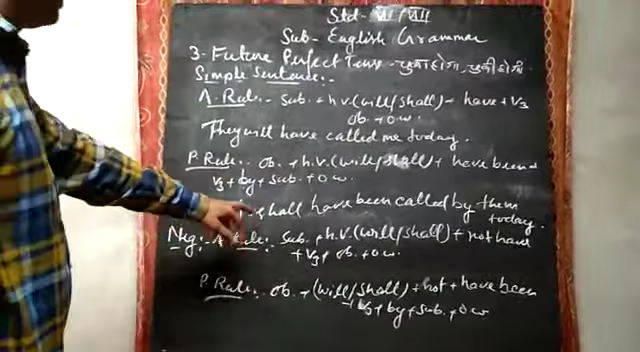 Std- VI / VII
Sub- English Grammar
3. Future Perfect Tense - चुका होगा, चुकी होगी.
Simple Sentence:-
A. Rule:- Sub. + h.v. (will/shall) + have + V3
ob. + o.w.
They will have called me today.
P. Rule:- ob. + h.v. (will/shall) + have been +
V3 + by + sub. + o.w.
shall have been called by them
today.
Neg:- A. Rule:- Sub. + h.v. (will/shall) + not have
+ V3 + ob. + o.w.
P. Rule:- ob. + (will/shall) + not + have been
+ V3 + by + sub. + o.w